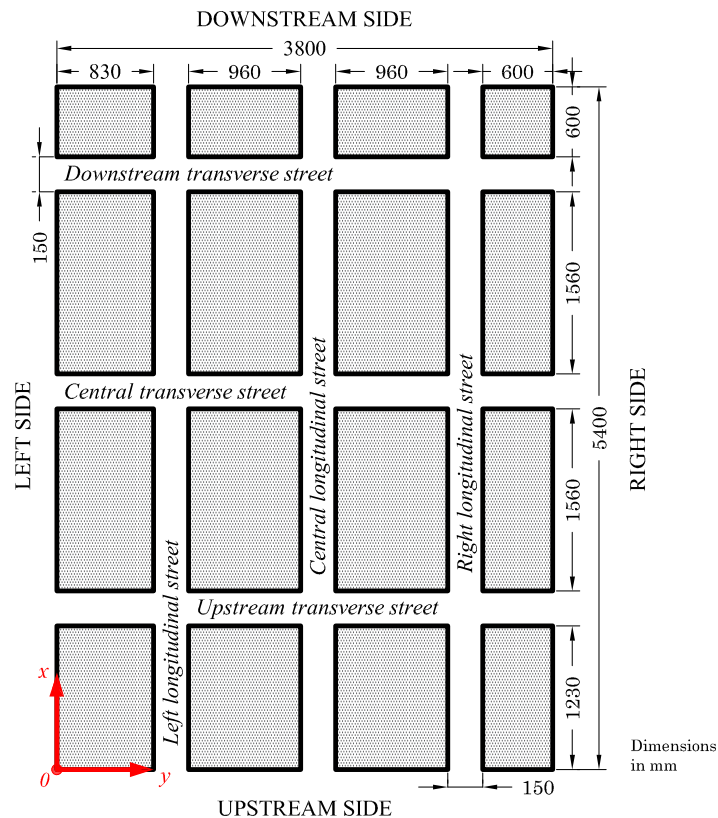 DOWNSTREAM SIDE
3800
830
960
960
600
600
Downstream transverse street
150
1560
Central longitudinal street
Right longitudinal street
Central transverse street
LEFT SIDE
RIGHT SIDE
5400
1560
Left longitudinal street
Upstream transverse street
x
1230
0
y
Dimensions
in mm
150
UPSTREAM SIDE